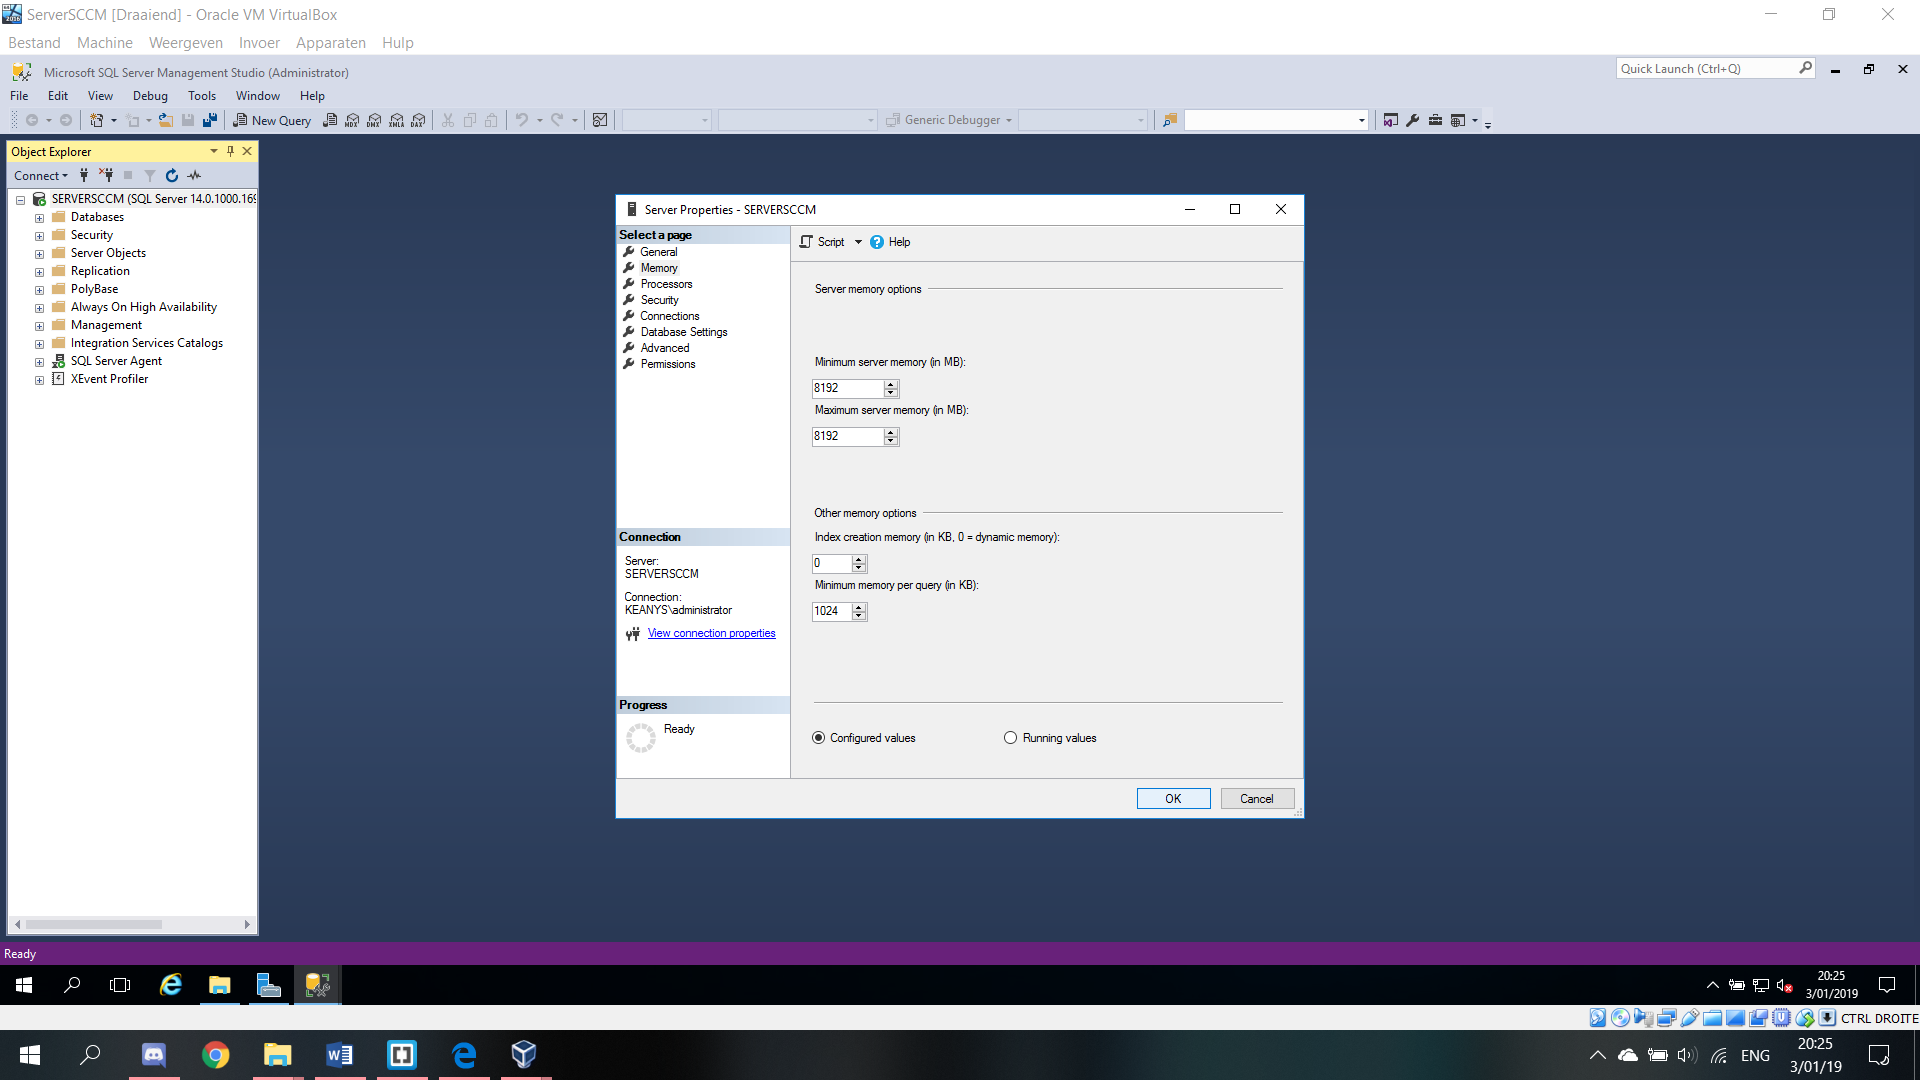 ServerSCCM [Draaiend] - Oracle VM VirtualBox
Bestand Machine Weergeven Invoer Apparaten Hulp
Microsoft SQL Server Management Studio (Administrator)
Quick Launch (Ctrl+Q)
File Edit View Debug Tools Window Help
New Query
MDX DMX XMLA DAX
Generic Debugger
Object Explorer
Connect
SERVERSCCM (SQL Server 14.0.1000.169
Databases
Security
Server Objects
Replication
PolyBase
Always On High Availability
Management
Integration Services Catalogs
SQL Server Agent
XEvent Profiler
Server Properties - SERVERSCCM
Select a page
General
Memory
Processors
Security
Connections
Database Settings
Advanced
Permissions
Connection
Server:
SERVERSCCM
Connection:
KEANYS\administrator
View connection properties
Progress
Ready
Script Help
Server memory options
Minimum server memory (in MB):
8192
Maximum server memory (in MB):
8192
Other memory options
Index creation memory (in KB, 0 = dynamic memory):
0
Minimum memory per query (in KB):
1024
Configured values Running values
OK Cancel
Ready
20:25
3/01/2019
CTRL DROITE
ENG
20:25
3/01/19